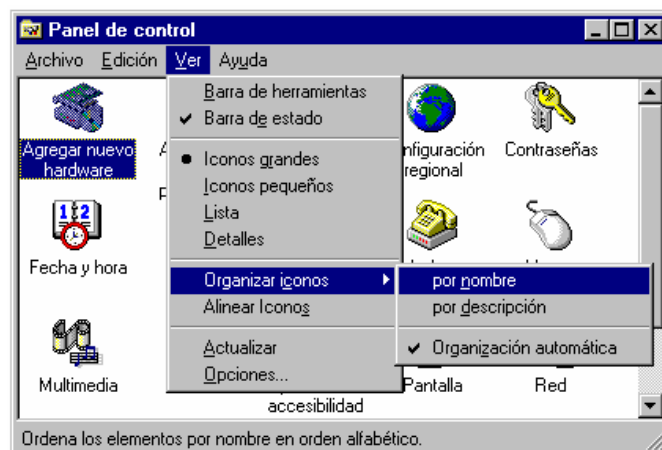 Panel de control
Archivo Edición Ver Ayuda
Barra de herramientas
Barra de estado
Iconos grandes
Iconos pequeños
Lista
Detalles
Organizar iconos
Alinear Iconos
Actualizar
Opciones...
por nombre
por descripción
Organización automática
Agregar nuevo
hardware
regional
Contraseñas
Fecha y hora
Multimedia
accesibilidad
Pantalla
Red
Ordena los elementos por nombre en orden alfabético.